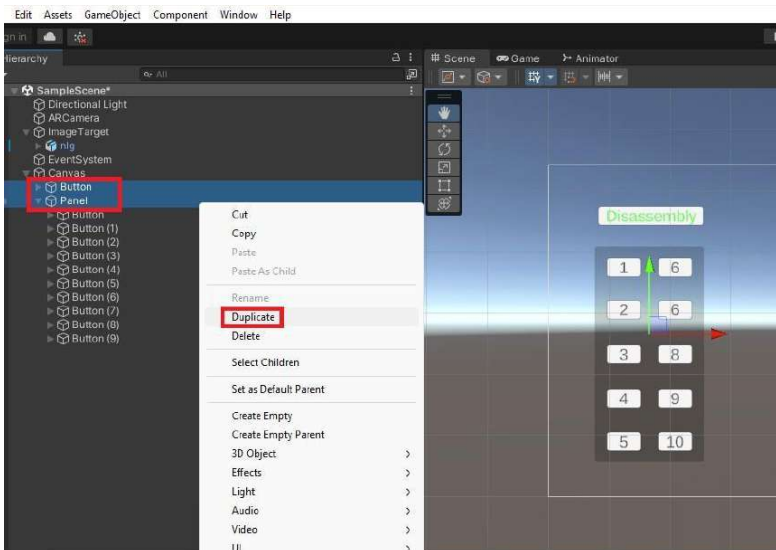 Edit Assets GameObject Component Window Help
gn in
Hierarchy
All
# Scene Game Animator
SampleScene*
Directional Light
ARCamera
ImageTarget
nlg
EventSystem
Canvas
Button
Panel
Button
Button (1)
Button (2)
Button (3)
Button (4)
Button (5)
Button (6)
Button (7)
Button (8)
Button (9)
Cut
Copy
Paste
Paste As Child
Rename
Duplicate
Delete
Select Children
Set as Default Parent
Create Empty
Create Empty Parent
3D Object
Effects
Light
Audio
Video
UI
Disassembly
1 6
2 6
3 8
4 9
5 10